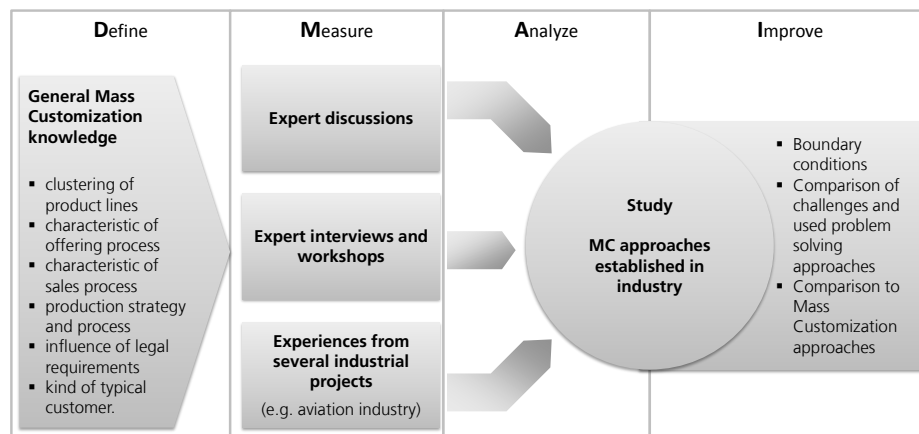 Define
General Mass
Customization
knowledge
▪ clustering of
product lines
▪ characteristic of
offering process
▪ characteristic of
sales process
▪ production strategy
and process
▪ influence of legal
requirements
▪ kind of typical
customer.
Measure
Expert discussions
Expert interviews and
workshops
Experiences from
several industrial
projects
(e.g. aviation industry)
Analyze
Study
MC approaches
established in
industry
Improve
▪ Boundary
conditions
▪ Comparison of
challenges and
used problem
solving
approaches
▪ Comparison to
Mass
Customization
approaches